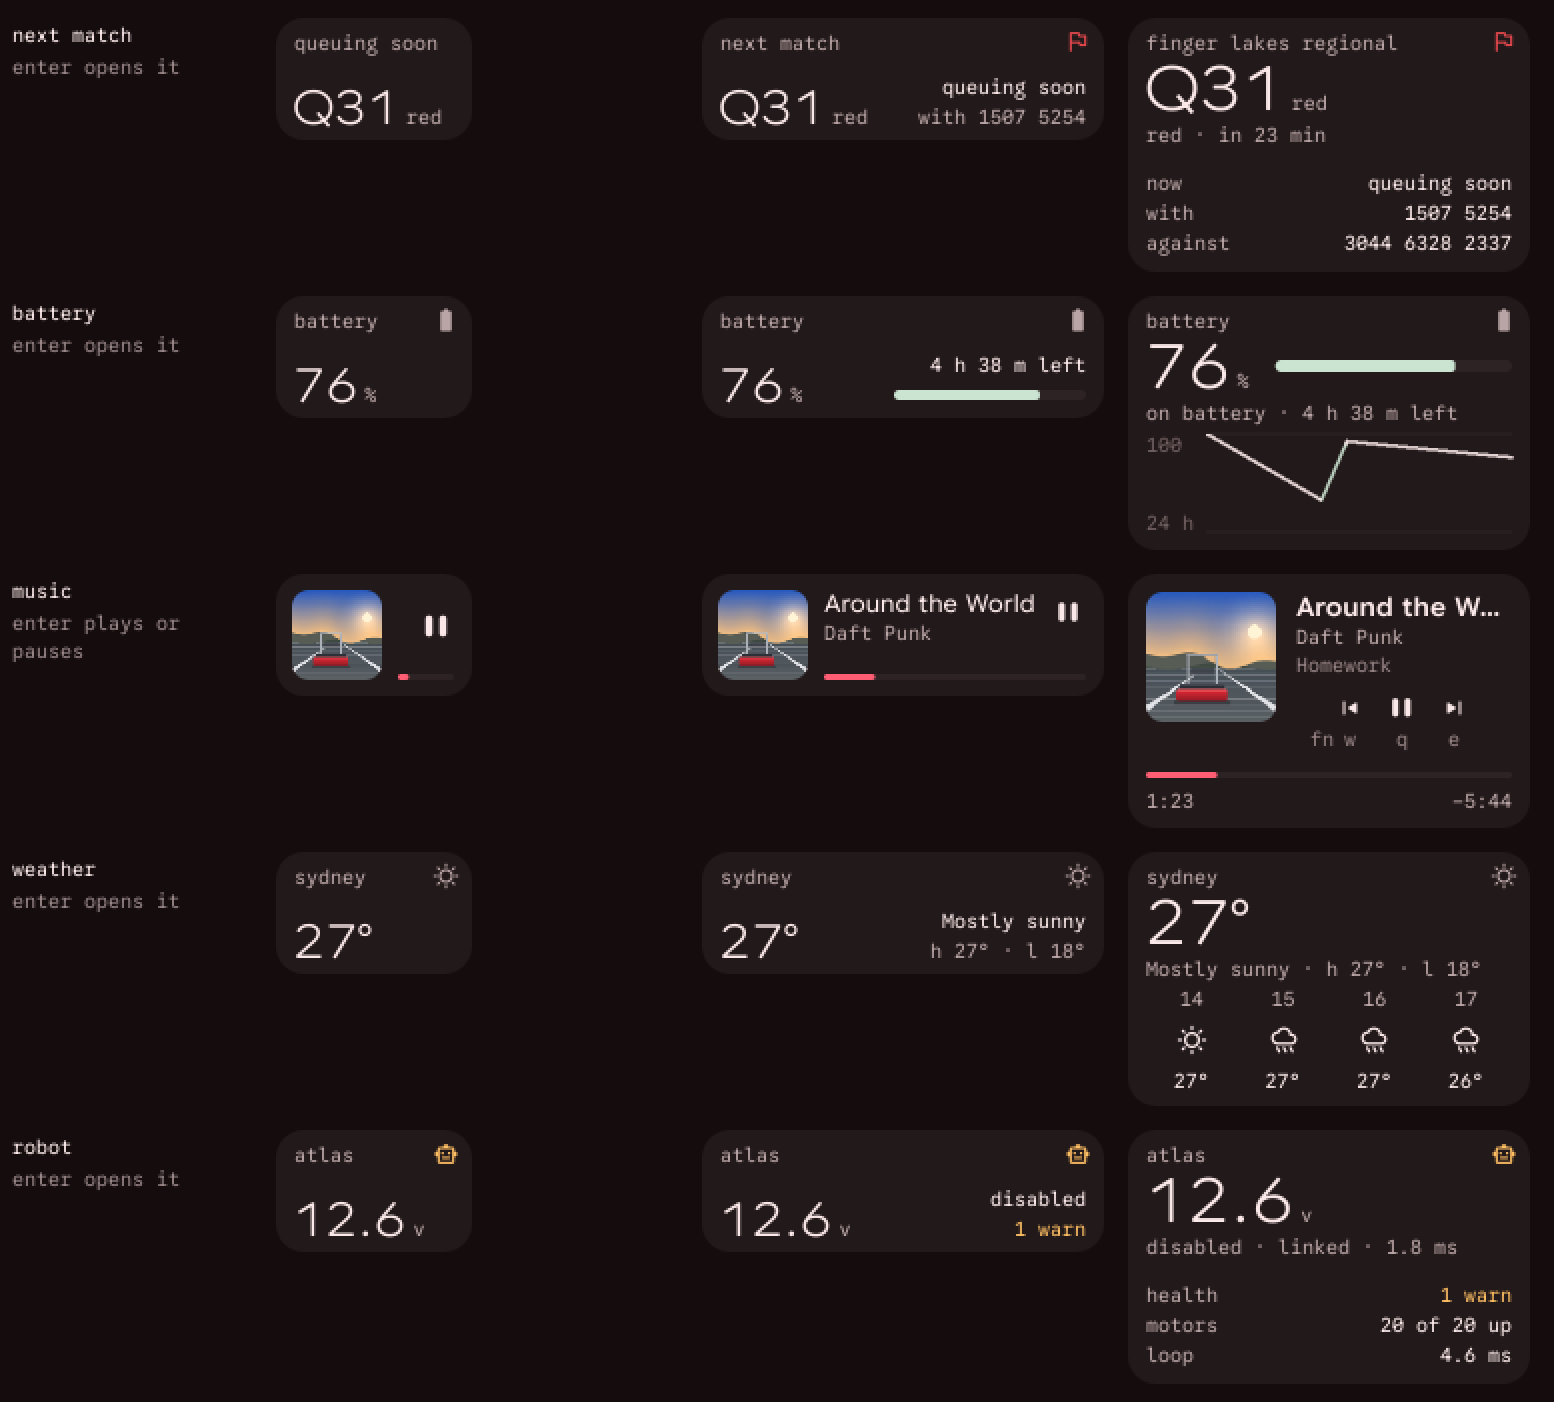 next match
enter opens it
queuing soon
Q31 red
next match
queuing soon
Q31 red
with 1507 5254
finger lakes regional
Q31 red
red · in 23 min
now queuing soon
with 1507 5254
against 3044 6328 2337
battery
enter opens it
battery
76 %
battery
4 h 38 m left
76 %
battery
76 %
on battery · 4 h 38 m left
100
24 h
music
enter plays or
pauses
Around the World
Daft Punk
Around the W...
Daft Punk
Homework
fn w q e
1:23 -5:44
weather
enter opens it
sydney
27°
sydney
Mostly sunny
27°
h 27° · l 18°
sydney
27°
Mostly sunny · h 27° · l 18°
14 15 16 17
27° 27° 27° 26°
robot
enter opens it
atlas
12.6 v
atlas
disabled
12.6 v
1 warn
atlas
12.6 v
disabled · linked · 1.8 ms
health 1 warn
motors 20 of 20 up
loop 4.6 ms